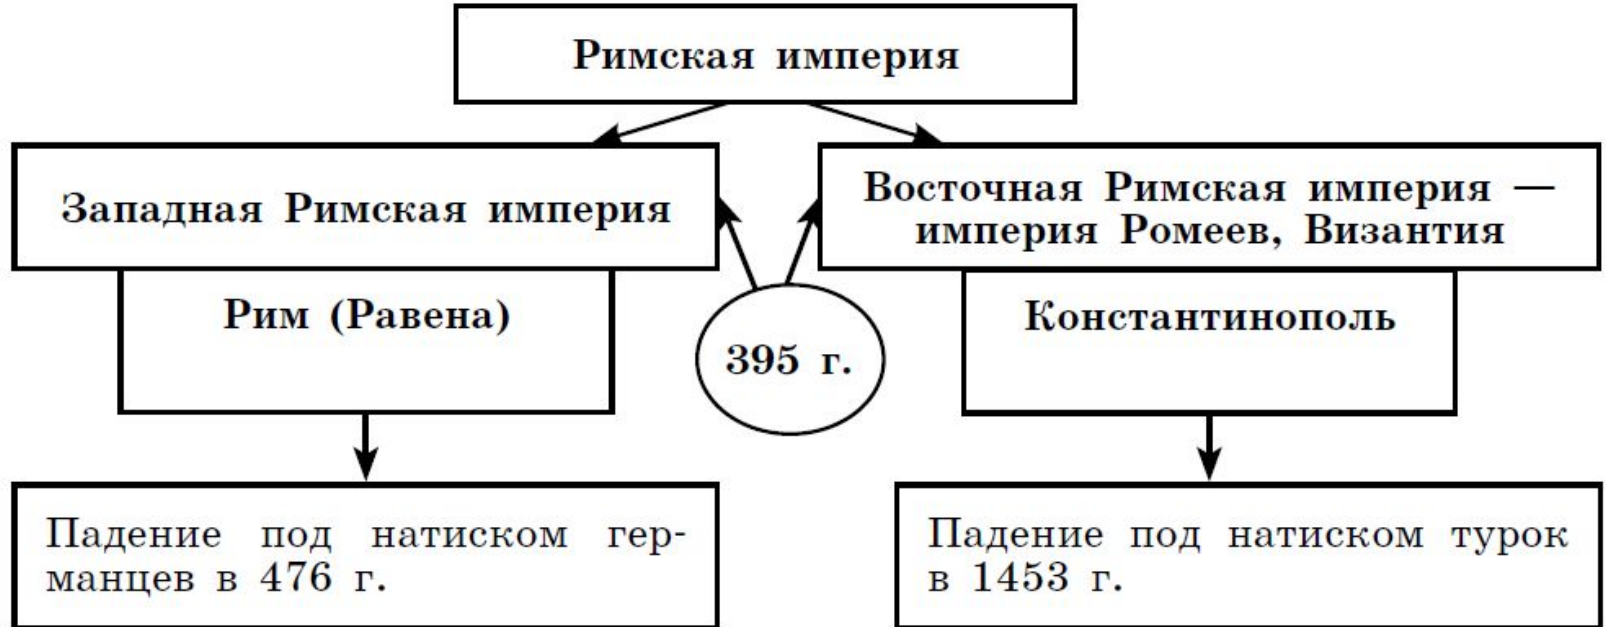 Римская империя
Западная Римская империя
Восточная Римская империя —
империя Ромеев, Византия
Рим (Равена)
395 г.
Константинополь
Падение под натиском гер-
манцев в 476 г.
Падение под натиском турок
в 1453 г.